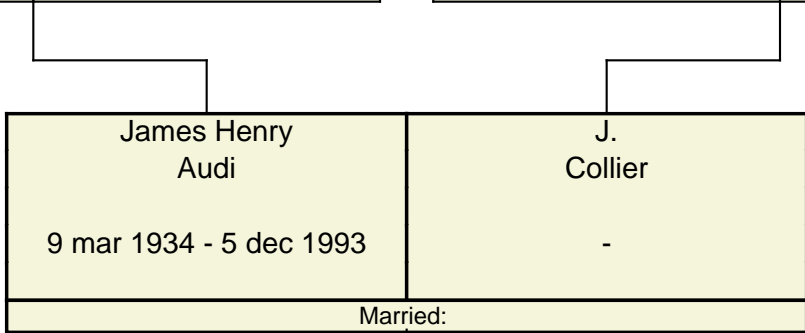 James Henry
Audi
9 mar 1934 - 5 dec 1993
J.
Collier
-
Married: